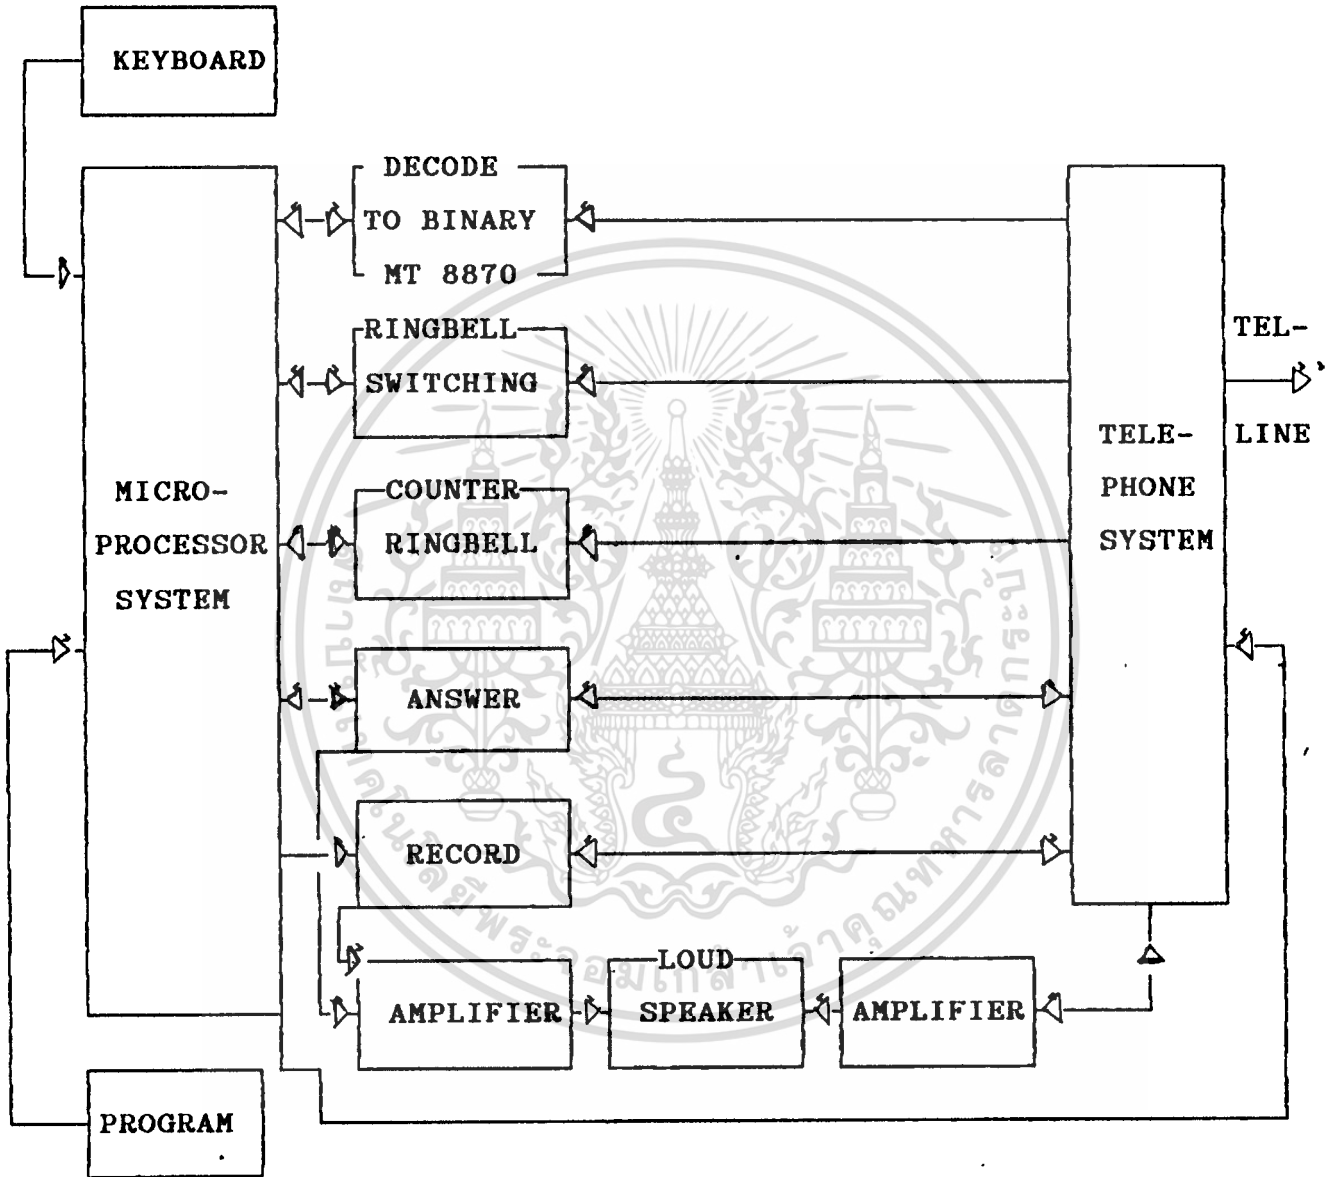 KEYBOARD
DECODE
TO BINARY
MT 8870
RINGBELL
SWITCHING
TEL-
LINE
COUNTER
RINGBELL
MICRO-
PROCESSOR
SYSTEM
TELE-
PHONE
SYSTEM
ANSWER
RECORD
AMPLIFIER
LOUD
SPEAKER
AMPLIFIER
PROGRAM